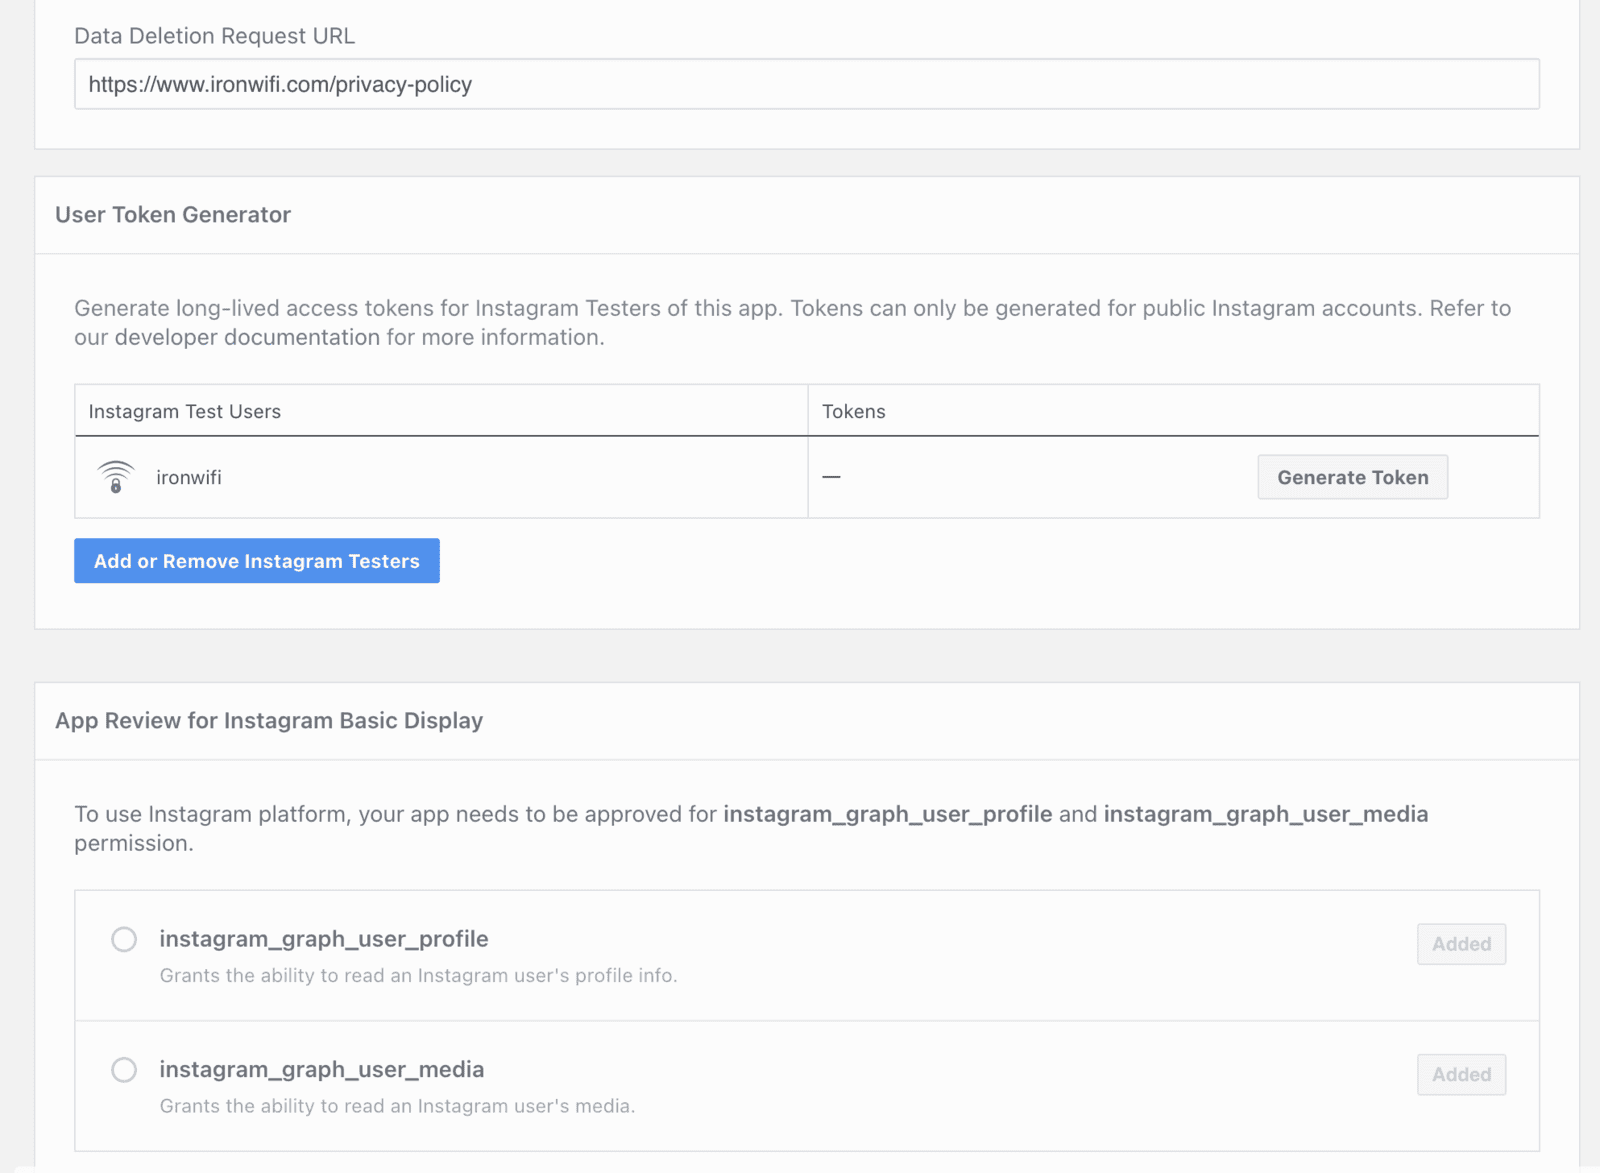 Data Deletion Request URL
https://www.ironwifi.com/privacy-policy
User Token Generator
Generate long-lived access tokens for Instagram Testers of this app. Tokens can only be generated for public Instagram accounts. Refer to
our developer documentation for more information.
Instagram Test Users
Tokens
ironwifi
—
Generate Token
Add or Remove Instagram Testers
App Review for Instagram Basic Display
To use Instagram platform, your app needs to be approved for instagram_graph_user_profile and instagram_graph_user_media
permission.
instagram_graph_user_profile
Added
Grants the ability to read an Instagram user's profile info.
instagram_graph_user_media
Added
Grants the ability to read an Instagram user's media.